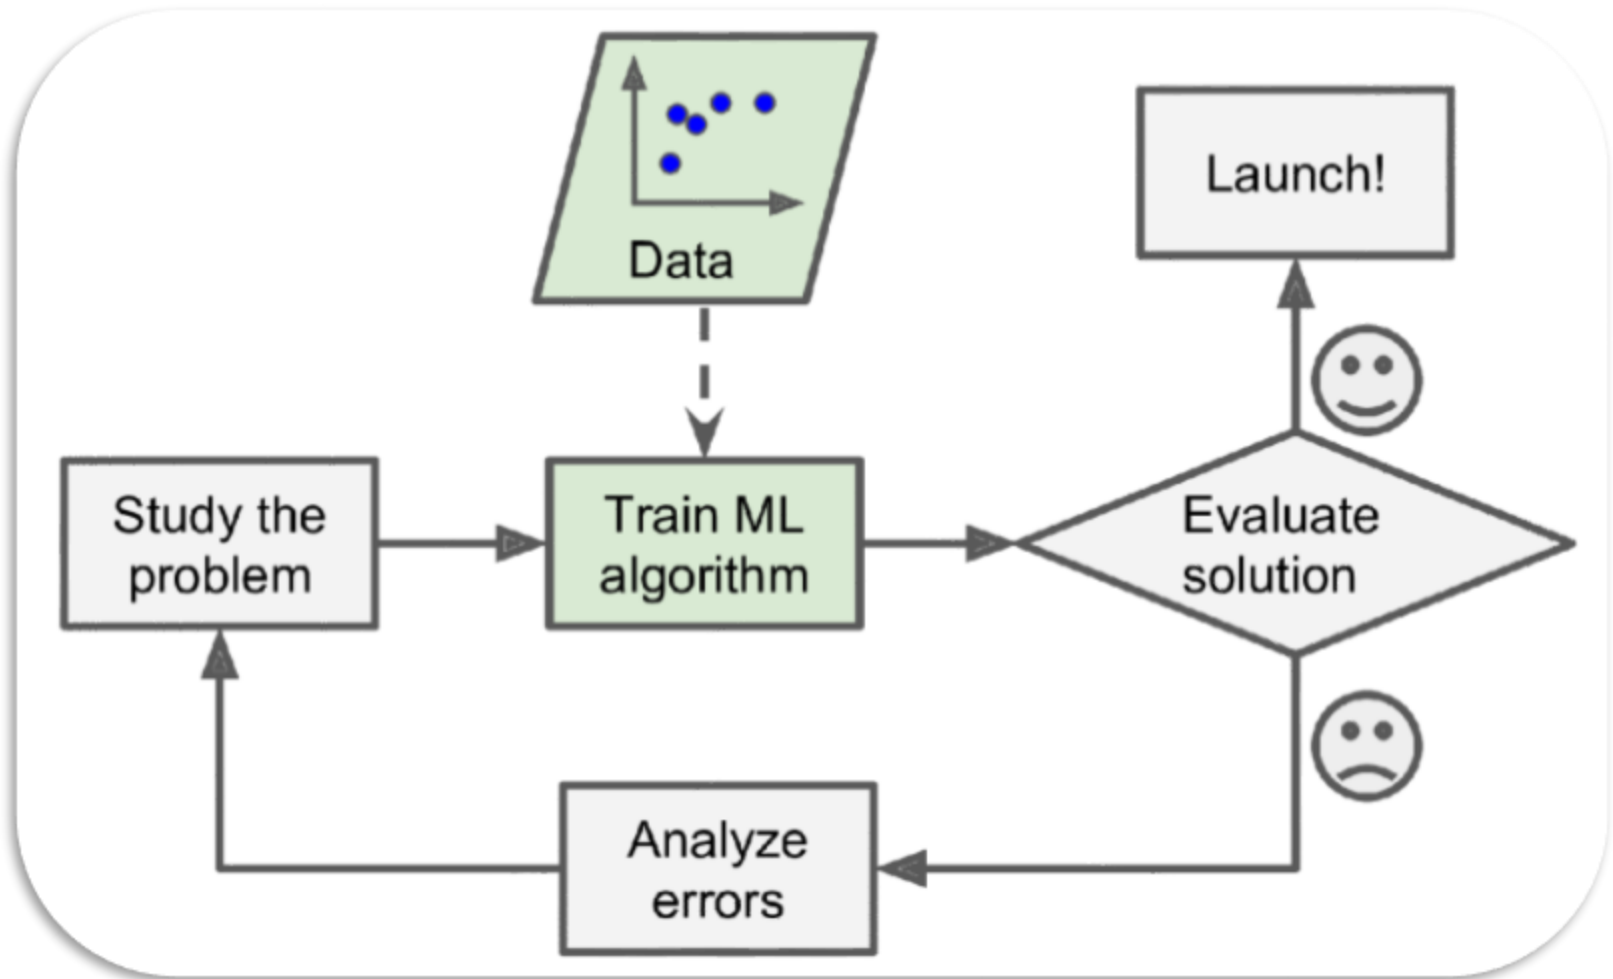 Data
Launch!
Study the
problem
Train ML
algorithm
Evaluate
solution
Analyze
errors